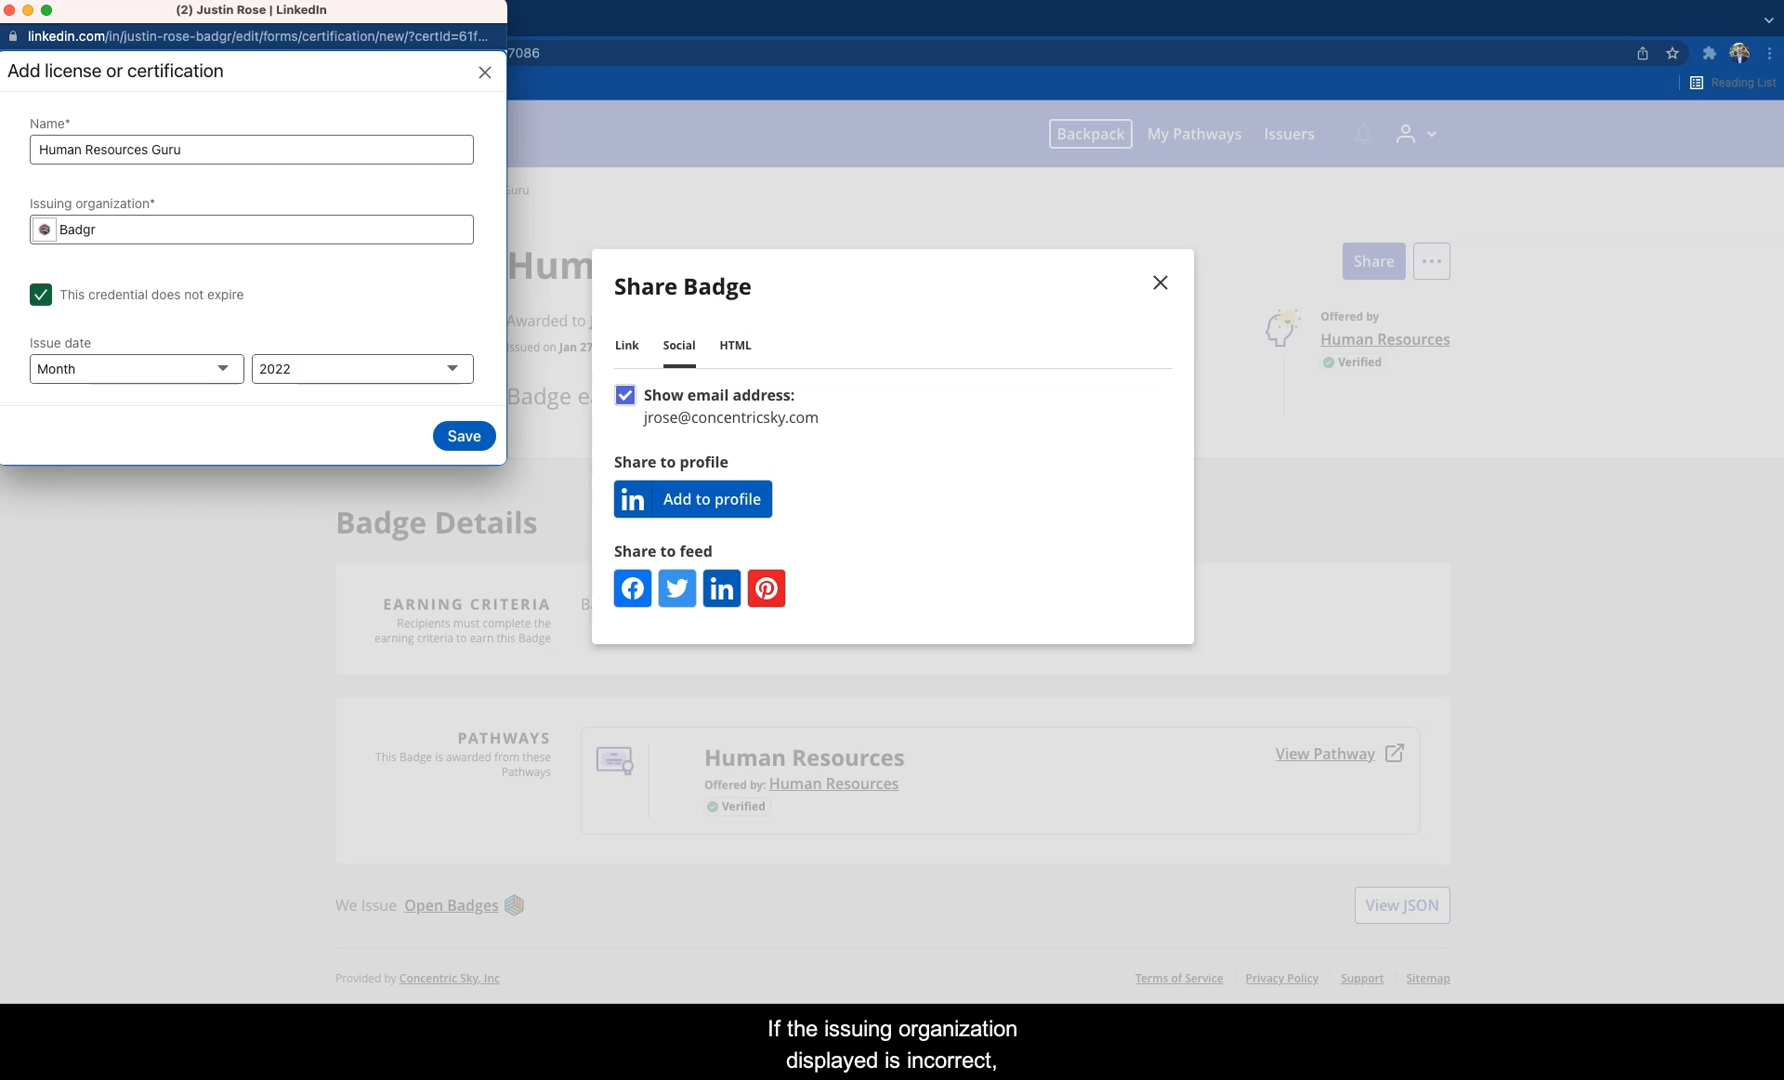 (2) Justin Rose | LinkedIn
linkedin.com/in/justin-rose-badgr/edit/forms/certification/new/?certId=61f...
7086
Reading List
Add license or certification
Name*
Human Resources Guru
Issuing organization*
Badgr
This credential does not expire
Issue date
Month
2022
Save
Backpack
My Pathways
Issuers
Guru
Hum
Share
Awarded to J
Issued on Jan 27
Badge ea
Offered by
Human Resources
Verified
Share Badge
Link
Social
HTML
Show email address:
jrose@concentricsky.com
Share to profile
in Add to profile
Share to feed
in
Badge Details
EARNING CRITERIA
Recipients must complete the
earning criteria to earn this Badge
PATHWAYS
This Badge is awarded from these
Pathways
Human Resources
Offered by: Human Resources
Verified
View Pathway
We Issue Open Badges
View JSON
Provided by Concentric Sky, Inc
Terms of Service
Privacy Policy
Support
Sitemap
If the issuing organization
displayed is incorrect,